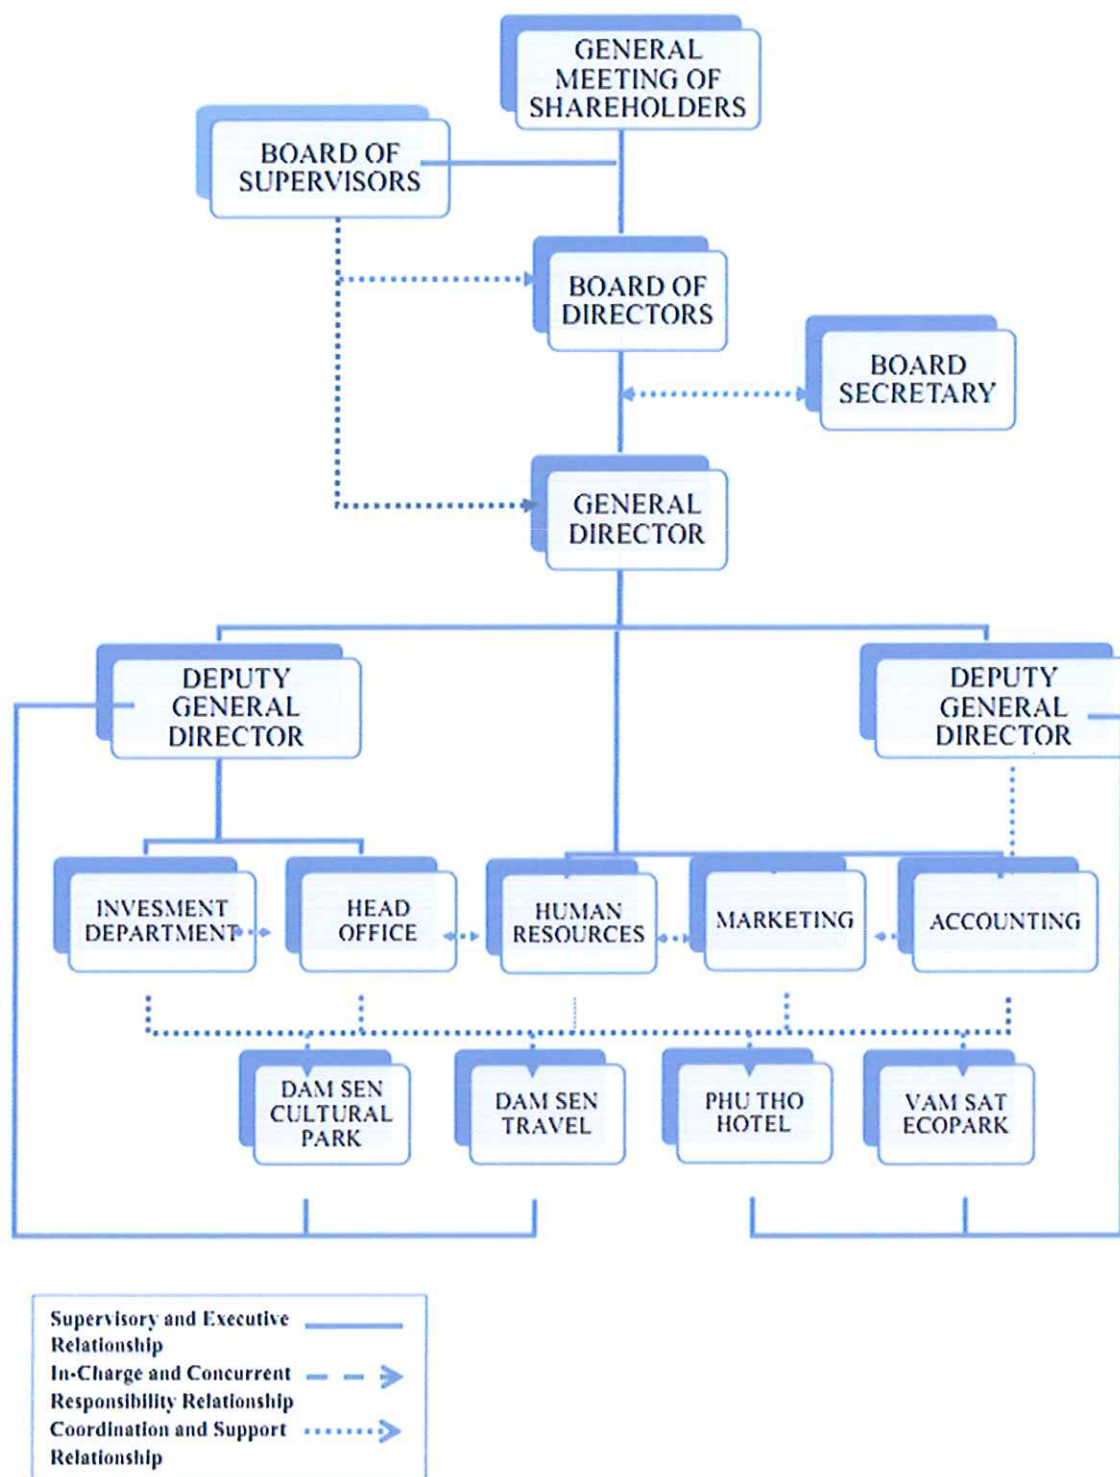 GENERAL
MEETING OF
SHAREHOLDERS
BOARD OF
SUPERVISORS
BOARD OF
DIRECTORS
BOARD
SECRETARY
GENERAL
DIRECTOR
DEPUTY
GENERAL
DIRECTOR
DEPUTY
GENERAL
DIRECTOR
INVESMENT
DEPARTMENT
HEAD
OFFICE
HUMAN
RESOURCES
MARKETING
ACCOUNTING
DAM SEN
CULTURAL
PARK
DAM SEN
TRAVEL
PHU THO
HOTEL
VAM SAT
ECOPARK
Supervisory and Executive
Relationship
In-Charge and Concurrent
Responsibility Relationship
Coordination and Support
Relationship